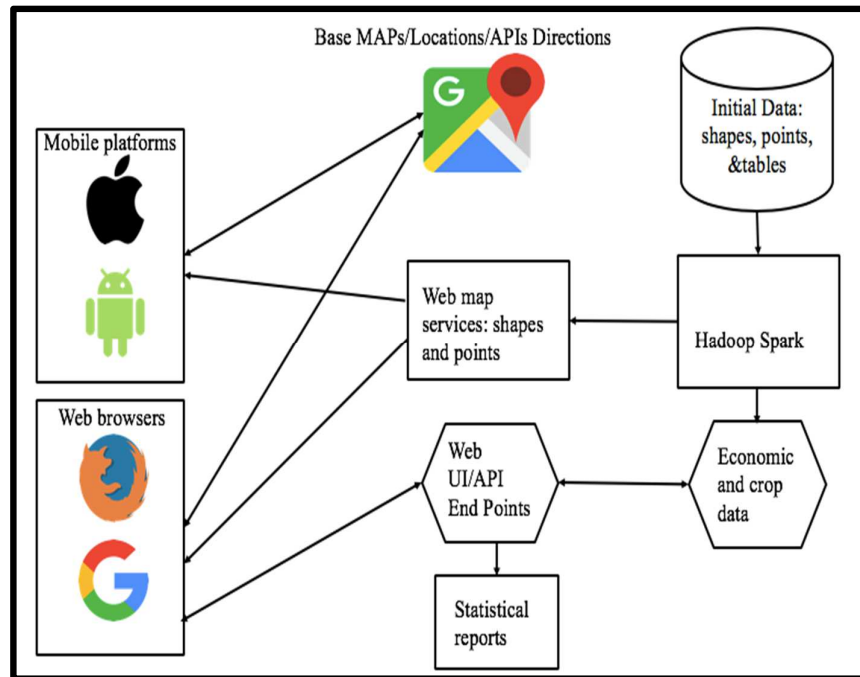 Base MAPs/Locations/APIs Directions
Initial Data:
shapes, points,
&tables
Mobile platforms
Web map
services: shapes
and points
Hadoop Spark
Web browsers
Web
UI/API
End Points
Economic
and crop
data
Statistical
reports
G
G